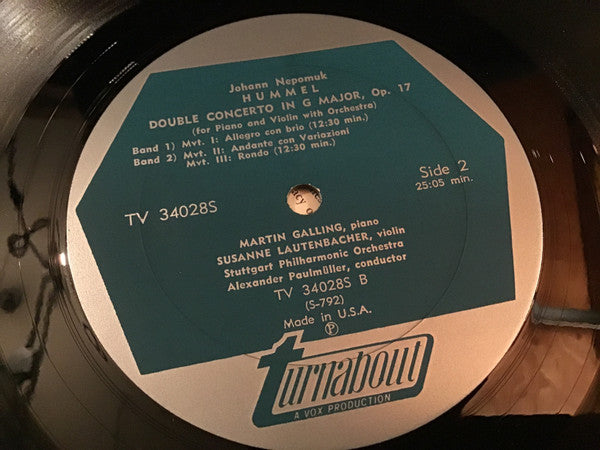 Johann Nepomuk
HUMMEL
DOUBLE CONCERTO IN G MAJOR, Op. 17
(for Piano and Violin with Orchestra)
Band 1) Mvt. I: Allegro con brio (12:30 min.)
Band 2) Mvt. II: Andante con Variazioni
Mvt. III: Rondo (12:30 min.)
Side 2
25:05 min.
TV 34028S
MARTIN GALLING, piano
SUSANNE LAUTENBACHER, violin
Stuttgart Philharmonic Orchestra
Alexander Paulmüller, conductor
TV 34028S B
(S-792)
Made in U.S.A.
℗
turnabout
A VOX PRODUCTION